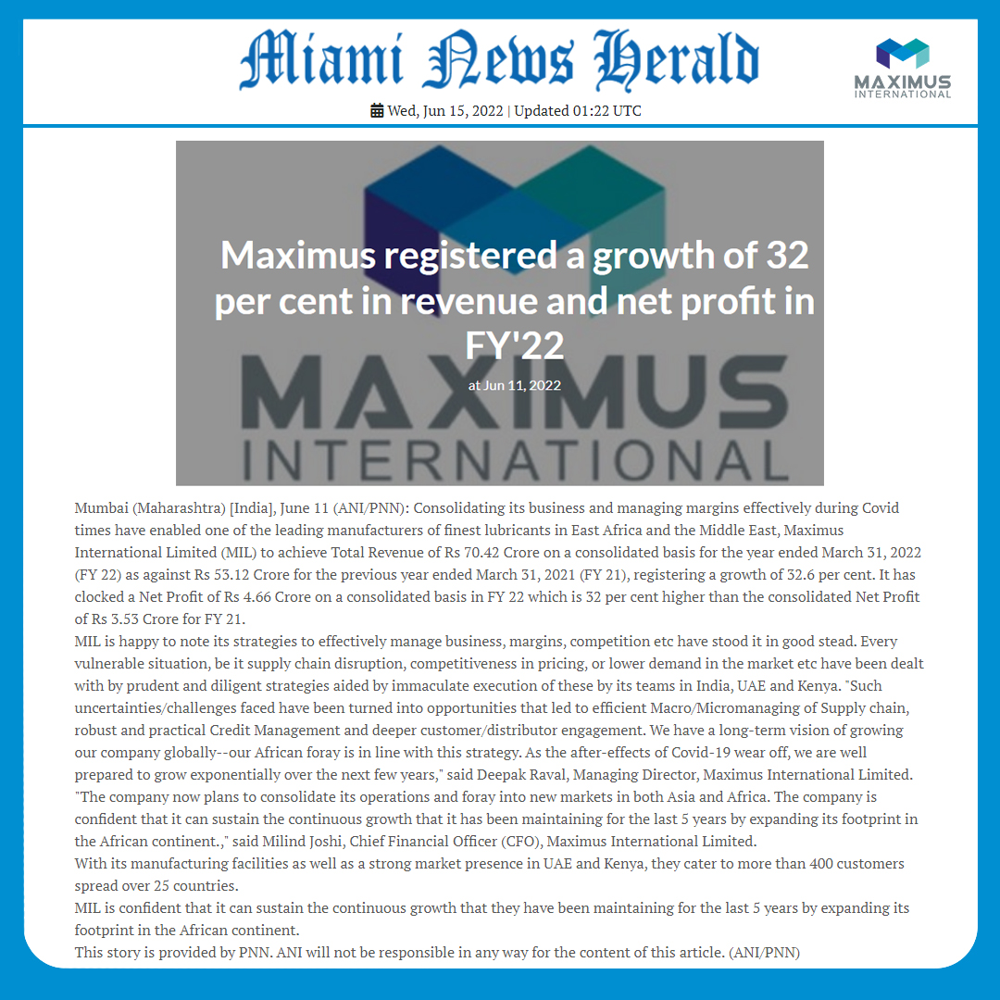 Miami News Herald
MAXIMUS
INTERNATIONAL
Wed, Jun 15, 2022 | Updated 01:22 UTC
Maximus registered a growth of 32
per cent in revenue and net profit in
FY'22
at Jun 11, 2022
MAXIMUS
INTERNATIONAL
Mumbai (Maharashtra) [India], June 11 (ANI/PNN): Consolidating its business and managing margins effectively during Covid
times have enabled one of the leading manufacturers of finest lubricants in East Africa and the Middle East, Maximus
International Limited (MIL) to achieve Total Revenue of Rs 70.42 Crore on a consolidated basis for the year ended March 31, 2022
(FY 22) as against Rs 53.12 Crore for the previous year ended March 31, 2021 (FY 21), registering a growth of 32.6 per cent. It has
clocked a Net Profit of Rs 4.66 Crore on a consolidated basis in FY 22 which is 32 per cent higher than the consolidated Net Profit
of Rs 3.53 Crore for FY 21.
MIL is happy to note its strategies to effectively manage business, margins, competition etc have stood it in good stead. Every
vulnerable situation, be it supply chain disruption, competitiveness in pricing, or lower demand in the market etc have been dealt
with by prudent and diligent strategies aided by immaculate execution of these by its teams in India, UAE and Kenya. "Such
uncertainties/challenges faced have been turned into opportunities that led to efficient Macro/Micromanaging of Supply chain,
robust and practical Credit Management and deeper customer/distributor engagement. We have a long-term vision of growing
our company globally--our African foray is in line with this strategy. As the after-effects of Covid-19 wear off, we are well
prepared to grow exponentially over the next few years," said Deepak Raval, Managing Director, Maximus International Limited.
"The company now plans to consolidate its operations and foray into new markets in both Asia and Africa. The company is
confident that it can sustain the continuous growth that it has been maintaining for the last 5 years by expanding its footprint in
the African continent.," said Milind Joshi, Chief Financial Officer (CFO), Maximus International Limited.
With its manufacturing facilities as well as a strong market presence in UAE and Kenya, they cater to more than 400 customers
spread over 25 countries.
MIL is confident that it can sustain the continuous growth that they have been maintaining for the last 5 years by expanding its
footprint in the African continent.
This story is provided by PNN. ANI will not be responsible in any way for the content of this article. (ANI/PNN)